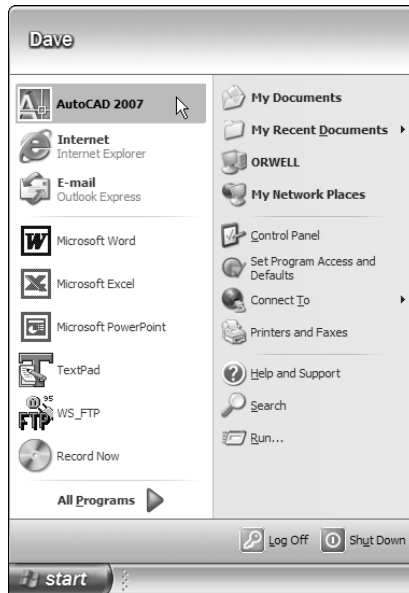 Dave
AutoCAD 2007
Internet
Internet Explorer
E-mail
Outlook Express
Microsoft Word
Microsoft Excel
Microsoft PowerPoint
TextPad
95
FTP
WS_FTP
Record Now
All Programs
My Documents
My Recent Documents
ORWELL
My Network Places
Control Panel
Set Program Access and
Defaults
Connect To
Printers and Faxes
Help and Support
Search
Run...
Log Off
Shut Down
start